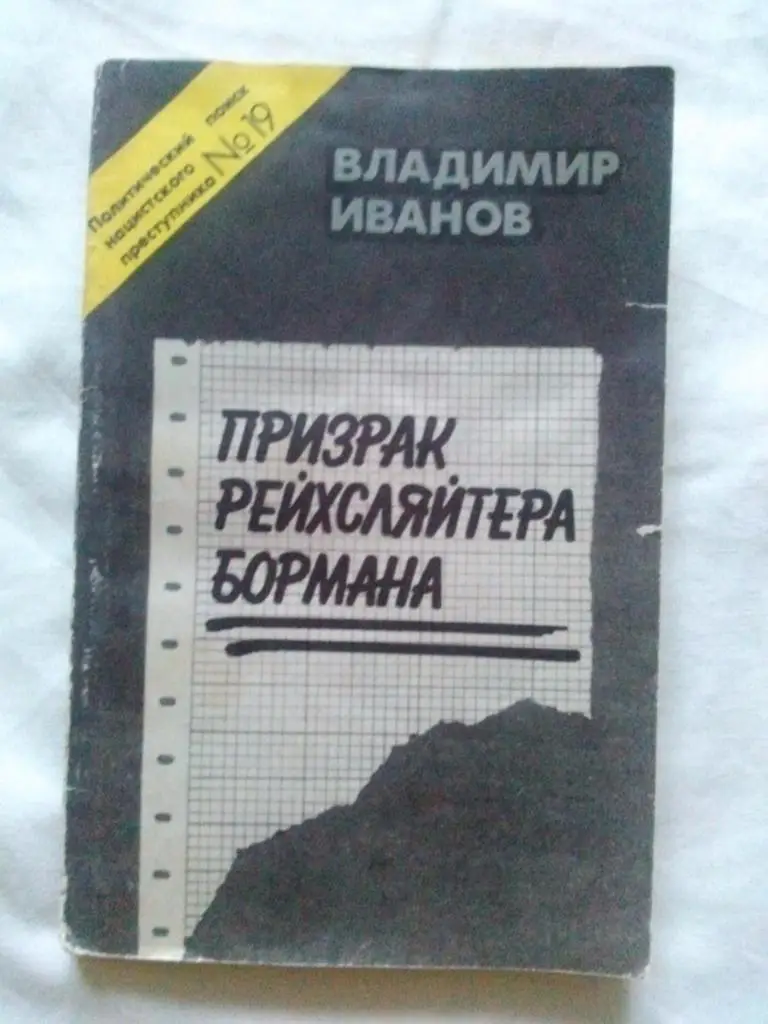 Политический поиск
нацистского
преступника №19
ВЛАДИМИР
ИВАНОВ
ПРИЗРАК
РЕЙХСЛЯЙТЕРА
БОРМАНА